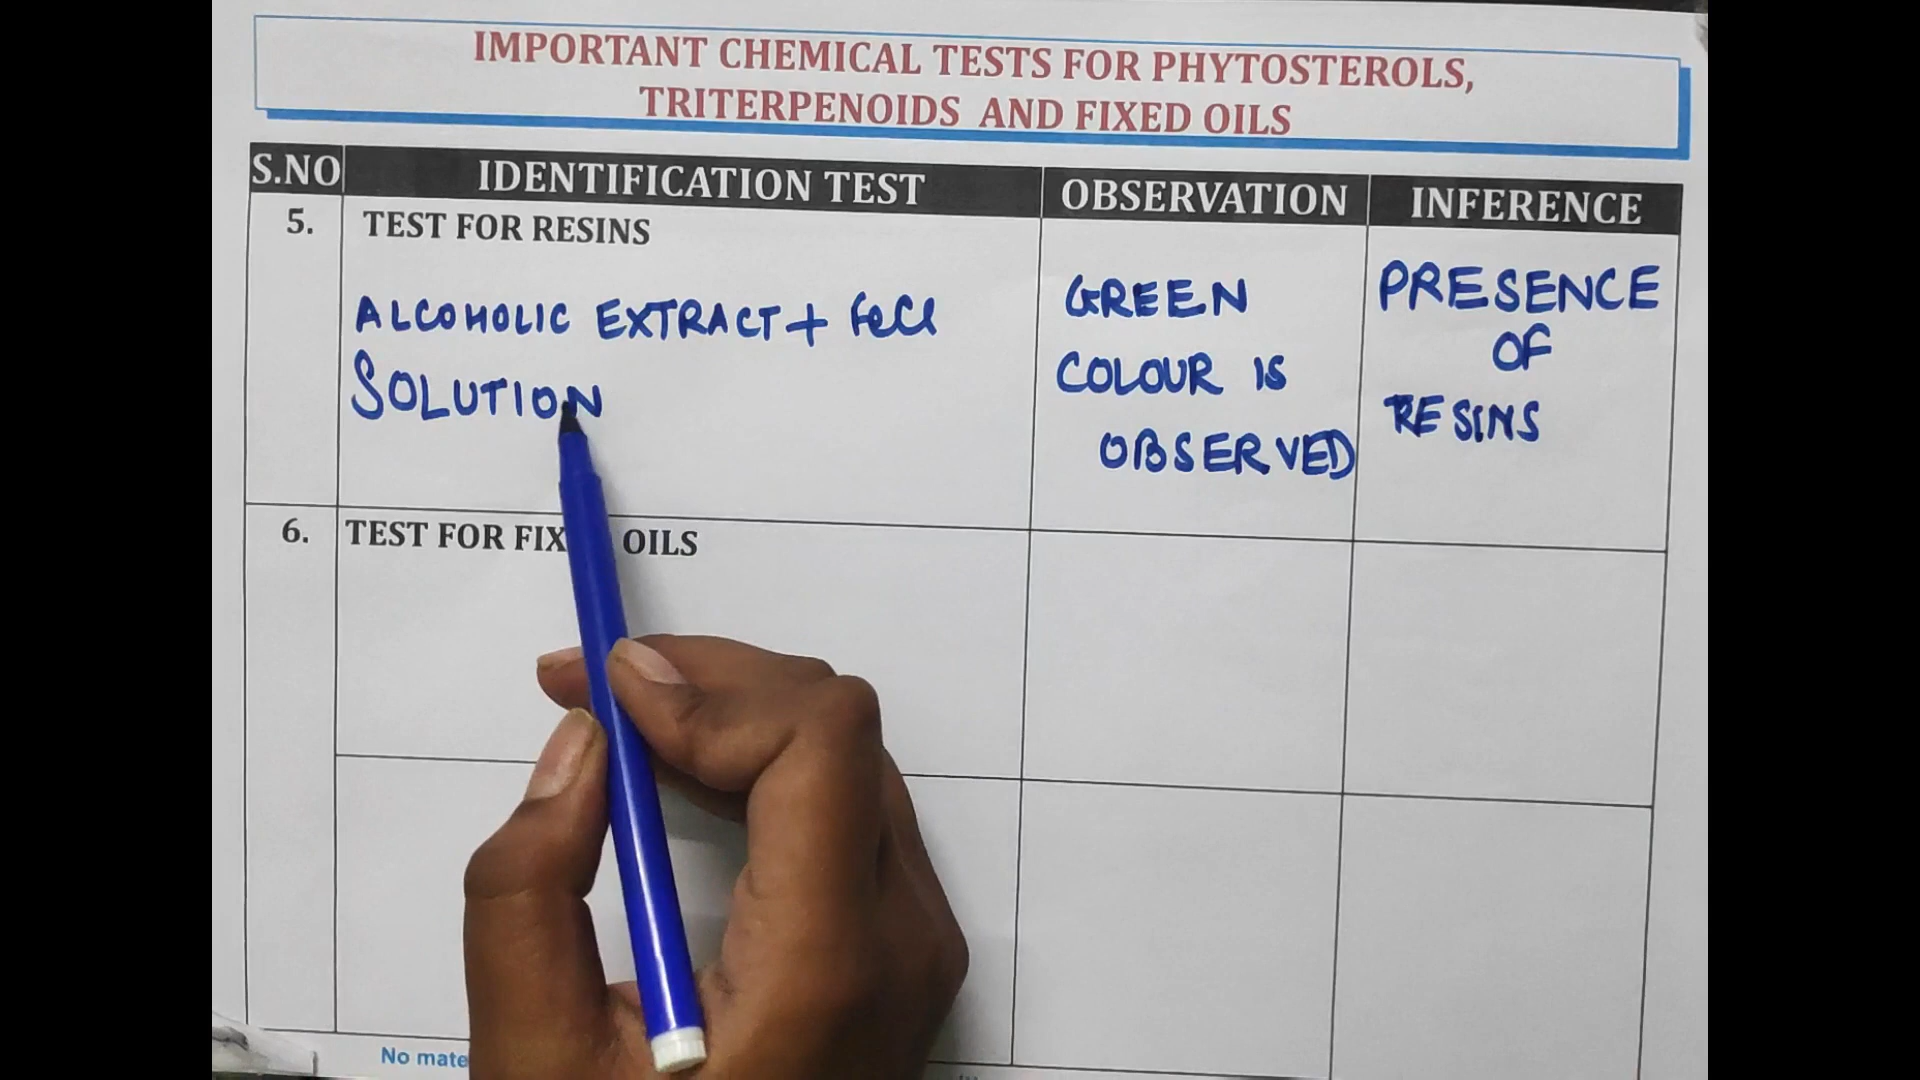 IMPORTANT CHEMICAL TESTS FOR PHYTOSTEROLS,
TRITERPENOIDS AND FIXED OILS
S.NO IDENTIFICATION TEST OBSERVATION INFERENCE
5. TEST FOR RESINS
ALCOHOLIC EXTRACT + FeCl
SOLUTION
GREEN
COLOUR IS
OBSERVED
PRESENCE
OF
RESINS
6. TEST FOR FIX OILS
No mate